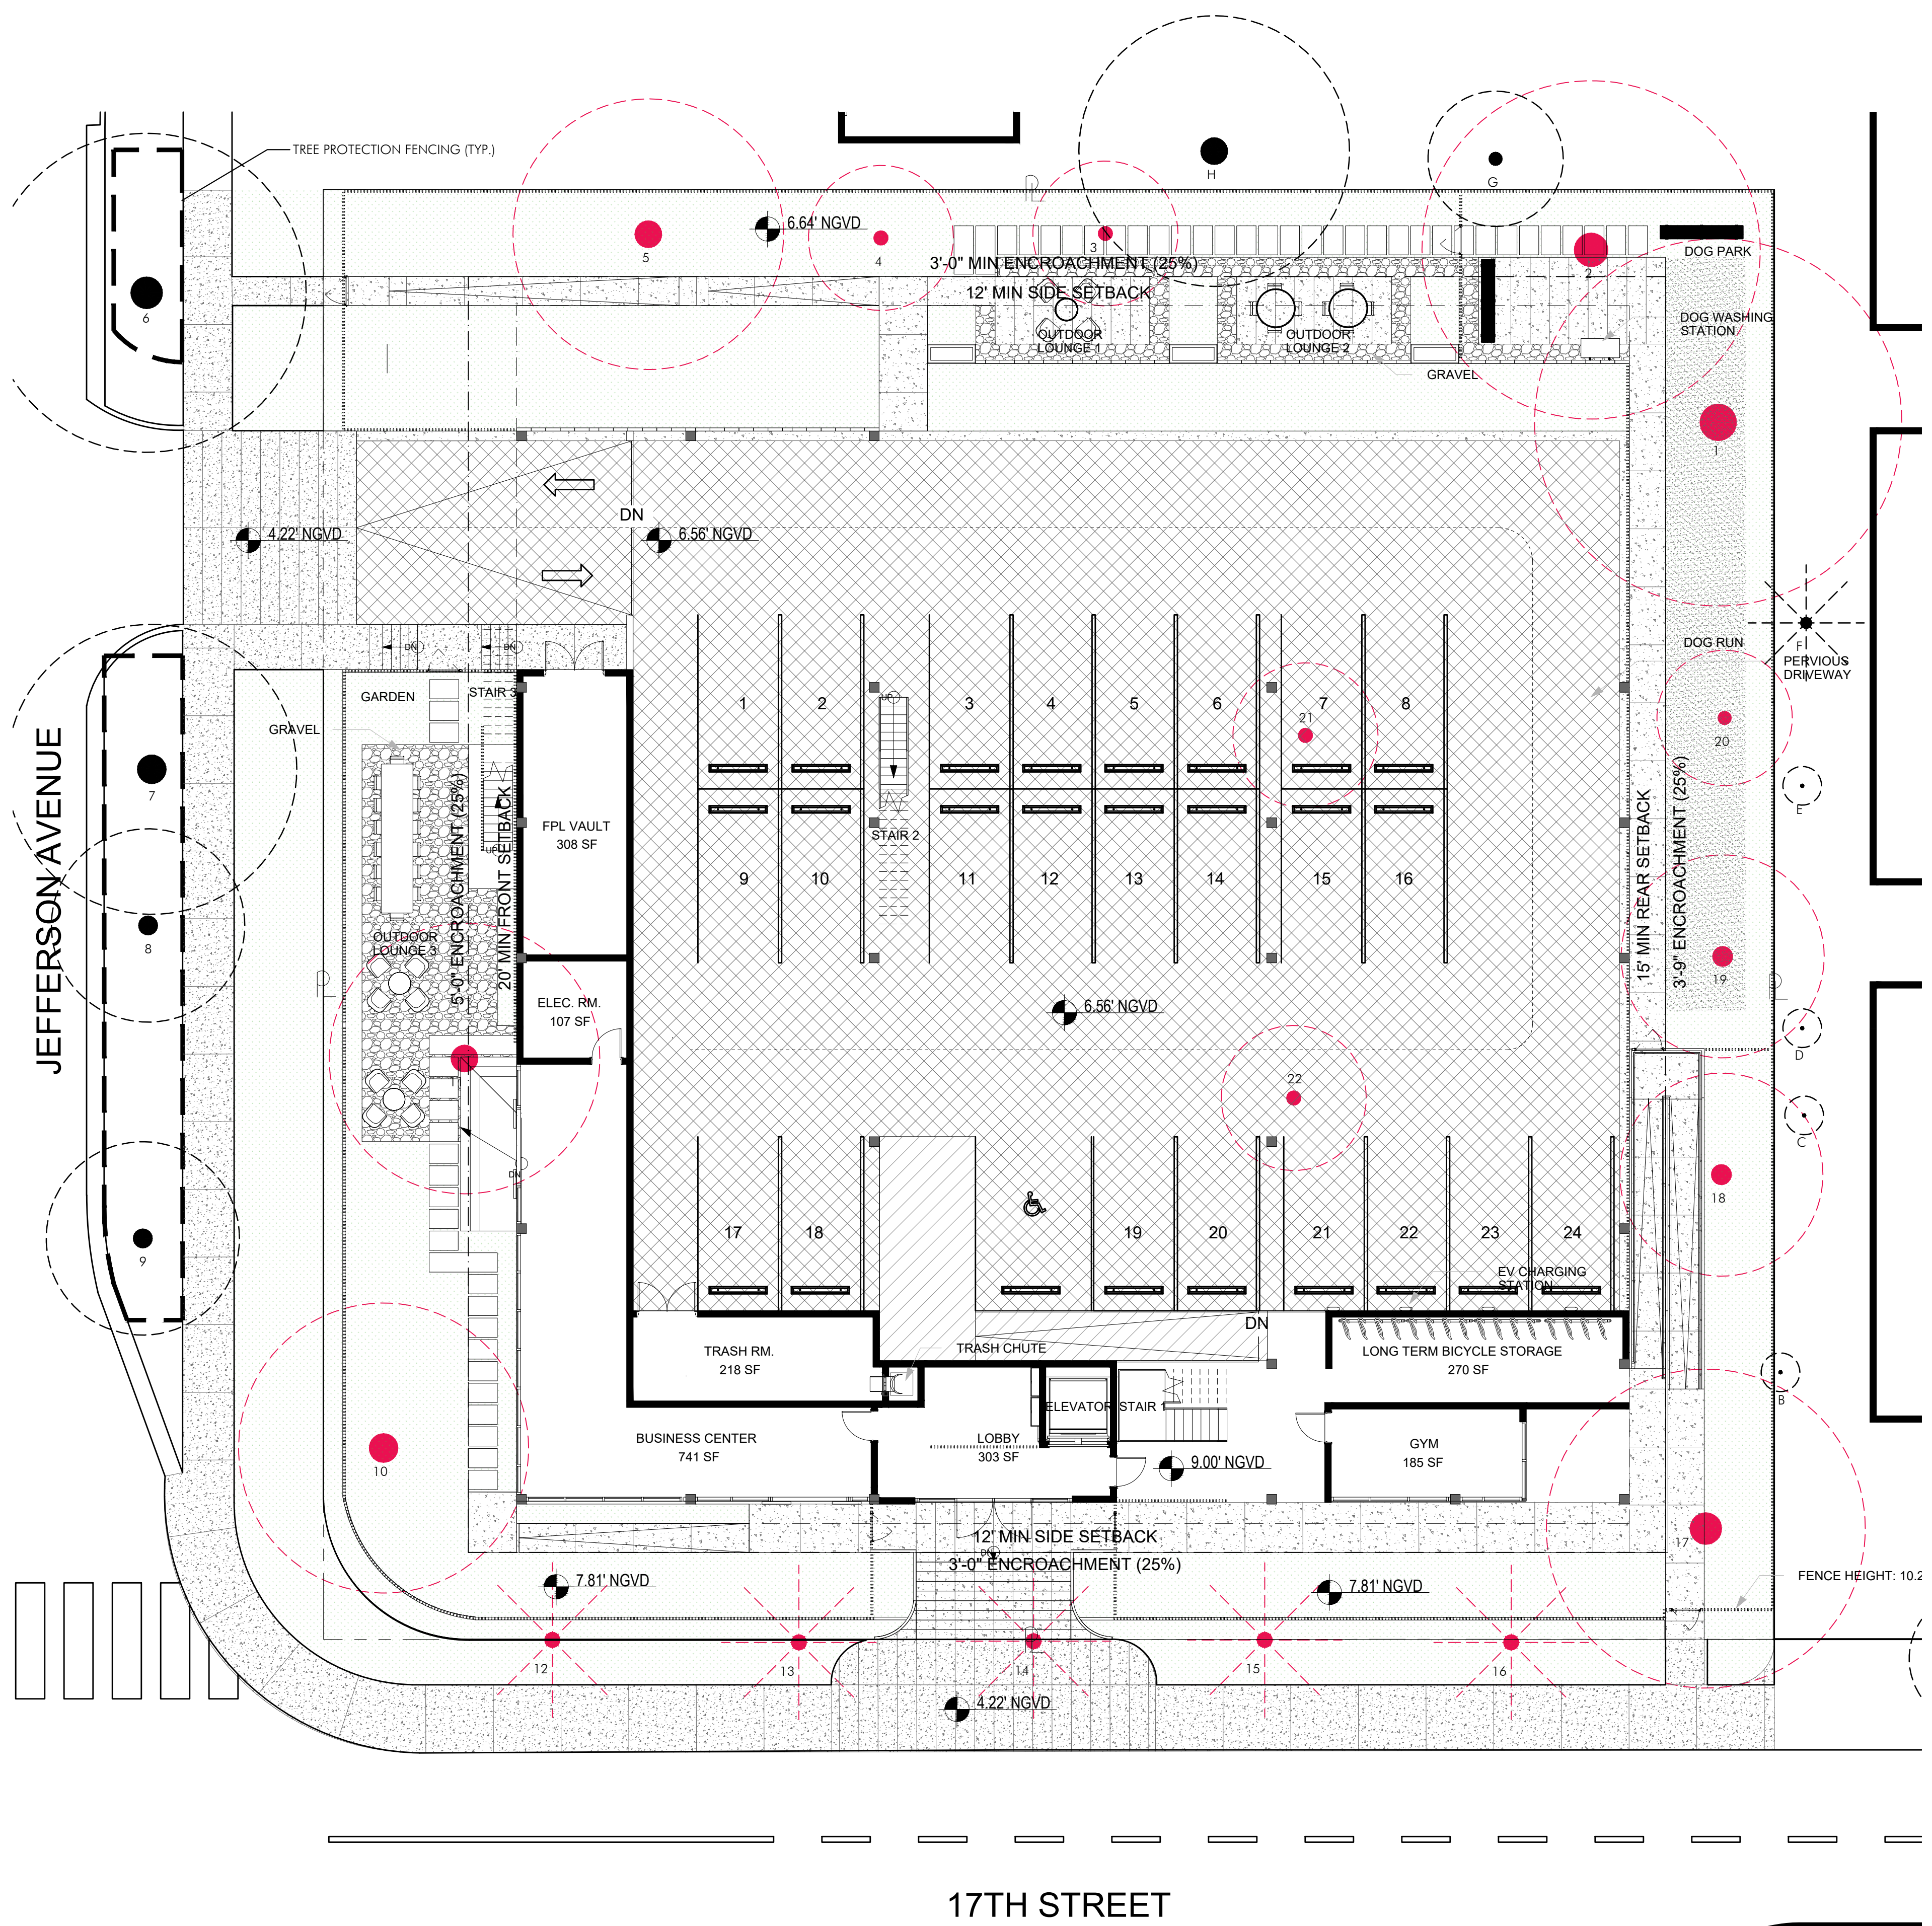 TREE PROTECTION FENCING (TYP.)
H
G
6.64' NGVD
5
4
3
2
DOG PARK
3'-0" MIN ENCROACHMENT (25%)
12' MIN SIDE SETBACK
6
DOG WASHING
STATION
OUTDOOR
LOUNGE 1
OUTDOOR
LOUNGE 2
GRAVEL
1
DN
4.22' NGVD
6.56' NGVD
DN
DN
DOG RUN
F
PERVIOUS
DRIVEWAY
GARDEN
STAIR 3
GRAVEL
UP
1
2
3
4
5
6
7
8
21
20
JEFFERSON AVENUE
7
5'-0" ENCROACHMENT (25%)
20' MIN FRONT SETBACK
UP
FPL VAULT
308 SF
STAIR 2
E
15' MIN REAR SETBACK
3'-9" ENCROACHMENT (25%)
9
10
11
12
13
14
15
16
8
OUTDOOR
LOUNGE 3
PL
PL
PL
19
ELEC. RM.
107 SF
6.56' NGVD
D
22
C
DN
18
9
17
18
19
20
21
22
23
24
EV CHARGING
STATION
DN
TRASH RM.
218 SF
TRASH CHUTE
LONG TERM BICYCLE STORAGE
270 SF
B
ELEVATOR
STAIR 1
BUSINESS CENTER
741 SF
LOBBY
303 SF
GYM
185 SF
9.00' NGVD
10
12' MIN SIDE SETBACK
3'-0" ENCROACHMENT (25%)
DN
17
7.81' NGVD
7.81' NGVD
FENCE HEIGHT: 10.2
12
13
14
15
16
4.22' NGVD
17TH STREET